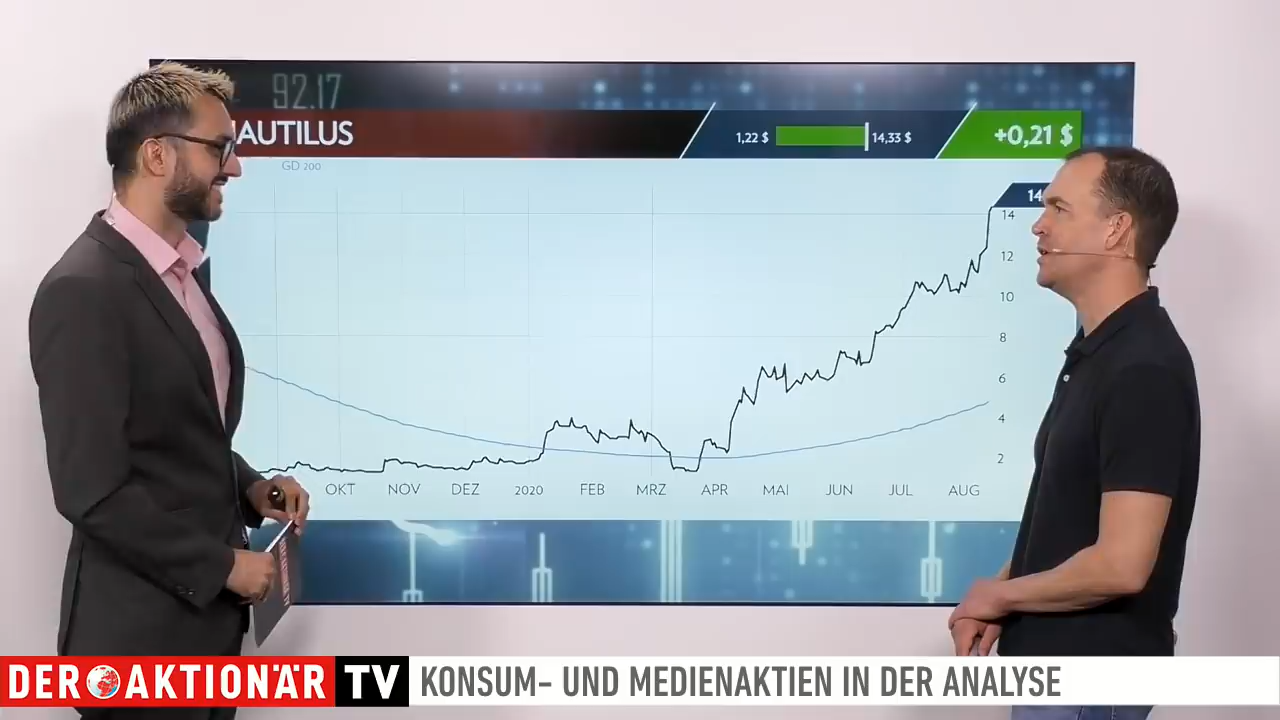 92.17
AUTILUS
1,22 $
14,33 $
+0,21 $
GD 200
14
14
12
10
8
6
4
2
OKT NOV DEZ 2020 FEB MRZ APR MAI JUN JUL AUG
DER AKTIONÄR TV
KONSUM- UND MEDIENAKTIEN IN DER ANALYSE